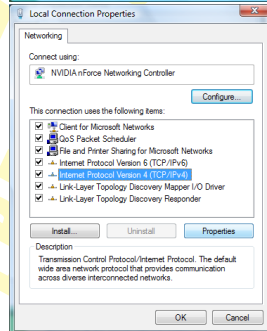 Local Connection Properties
Networking
Connect using:
NVIDIA nForce Networking Controller
Configure...
This connection uses the following items:
Client for Microsoft Networks
QoS Packet Scheduler
File and Printer Sharing for Microsoft Networks
Internet Protocol Version 6 (TCP/IPv6)
Internet Protocol Version 4 (TCP/IPv4)
Link-Layer Topology Discovery Mapper I/O Driver
Link-Layer Topology Discovery Responder
Install...
Uninstall
Properties
Description
Transmission Control Protocol/Internet Protocol. The default
wide area network protocol that provides communication
across diverse interconnected networks.
OK
Cancel